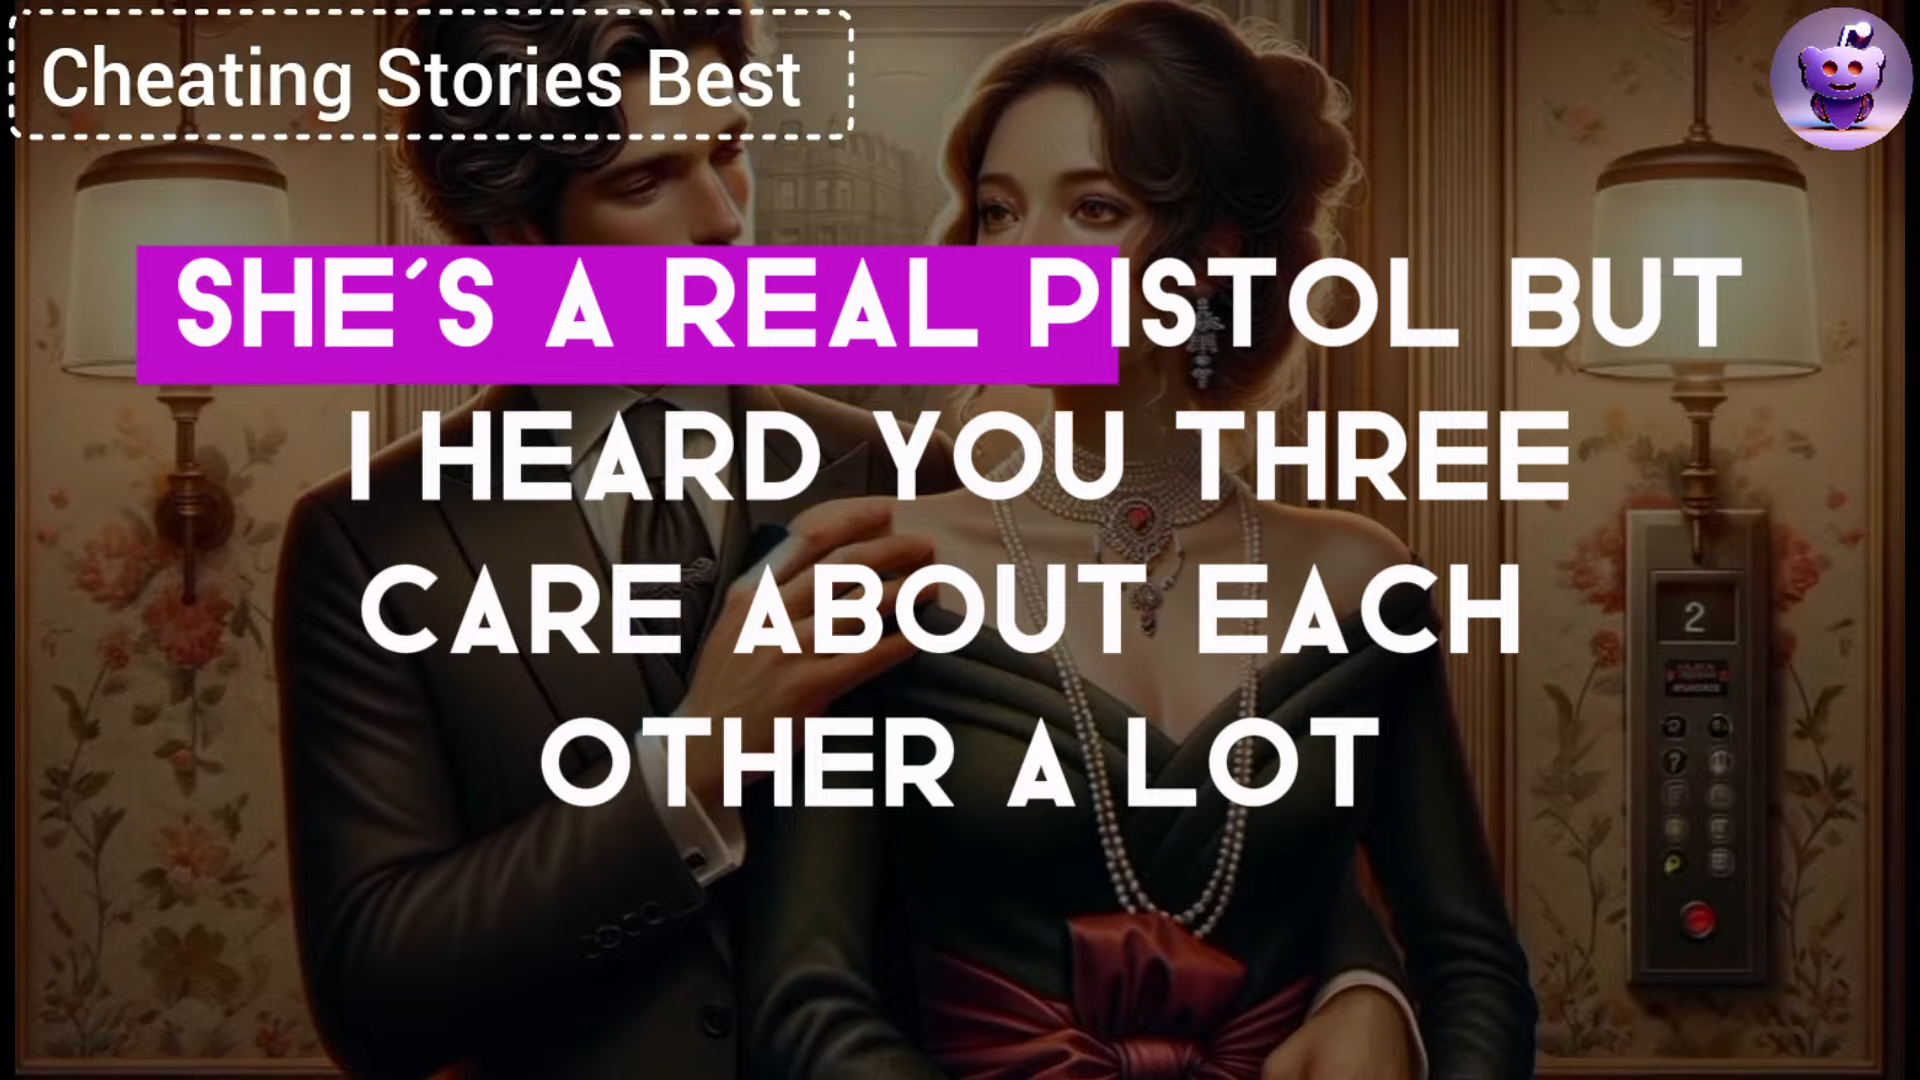 Cheating Stories Best
SHE'S A REAL PISTOL BUT
I HEARD YOU THREE
CARE ABOUT EACH
OTHER A LOT
2